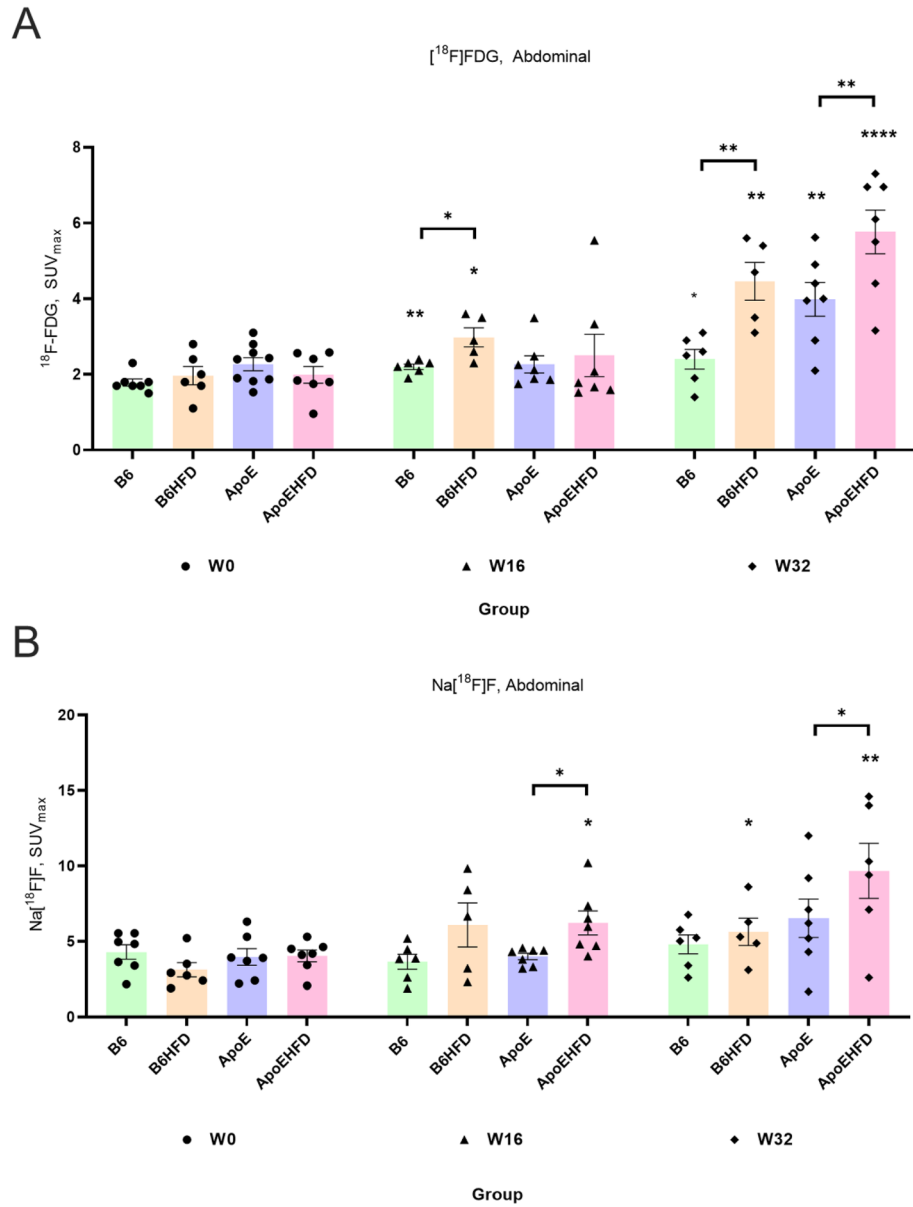 A
[¹⁸F]FDG, Abdominal
**
****
**
**
**
*
*
**
*
8
6
4
2
0
¹⁸F-FDG, SUVmax
B6
B6HFD
ApoE
ApoEHFD
B6
B6HFD
ApoE
ApoEHFD
B6
B6HFD
ApoE
ApoEHFD
W0
W16
W32
Group
B
Na[¹⁸F]F, Abdominal
*
**
*
*
*
20
15
10
5
0
Na[¹⁸F]F, SUVmax
B6
B6HFD
ApoE
ApoEHFD
B6
B6HFD
ApoE
ApoEHFD
B6
B6HFD
ApoE
ApoEHFD
W0
W16
W32
Group